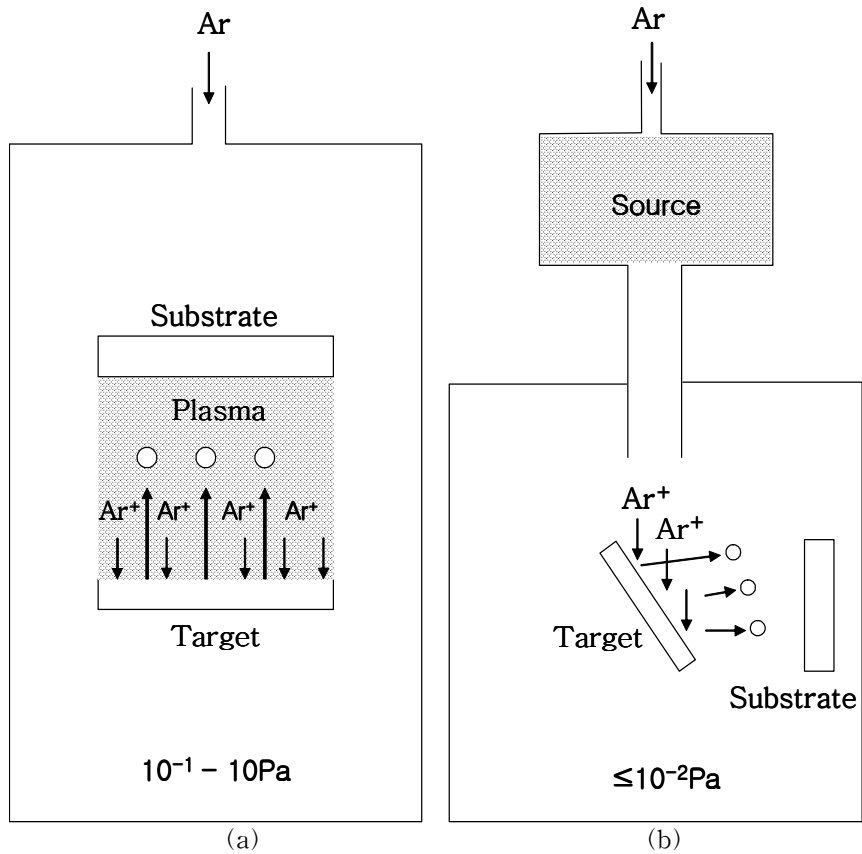 Ar
Substrate
Plasma
Ar⁺ Ar⁺ Ar⁺ Ar⁺
Target
10⁻¹ – 10Pa
(a)
Ar
Source
Ar⁺
Ar⁺
Target
Substrate
≤10⁻²Pa
(b)